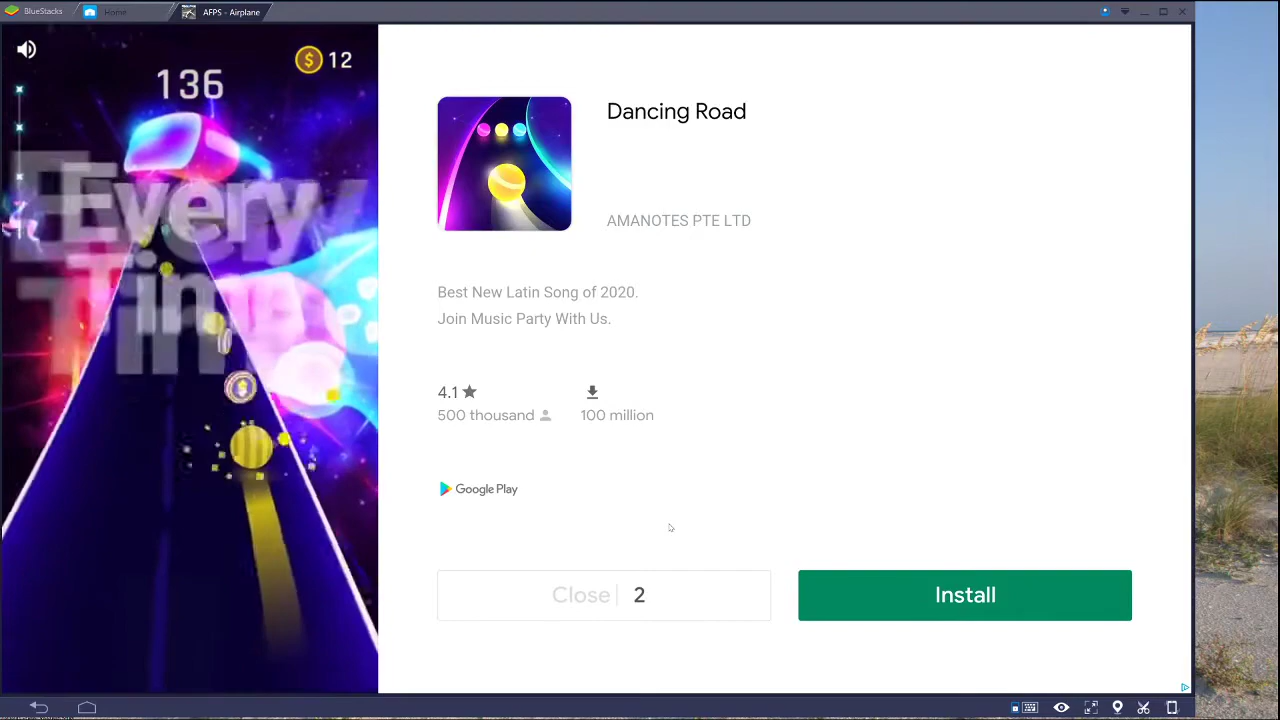 BlueStacks
Home
AFPS - Airplane
136
12
Every
Tim
Dancing Road
AMANOTES PTE LTD
Best New Latin Song of 2020.
Join Music Party With Us.
4.1
500 thousand
100 million
Google Play
Close 2
Install